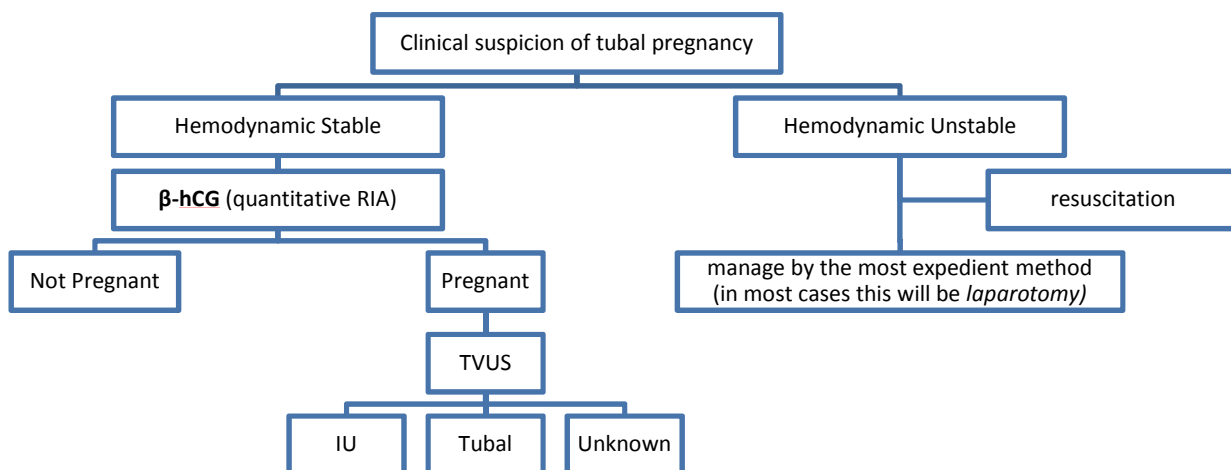 Clinical suspicion of tubal pregnancy
Hemodynamic Stable
Hemodynamic Unstable
β-hCG (quantitative RIA)
resuscitation
Not Pregnant
Pregnant
manage by the most expedient method
(in most cases this will be laparotomy)
TVUS
IU
Tubal
Unknown